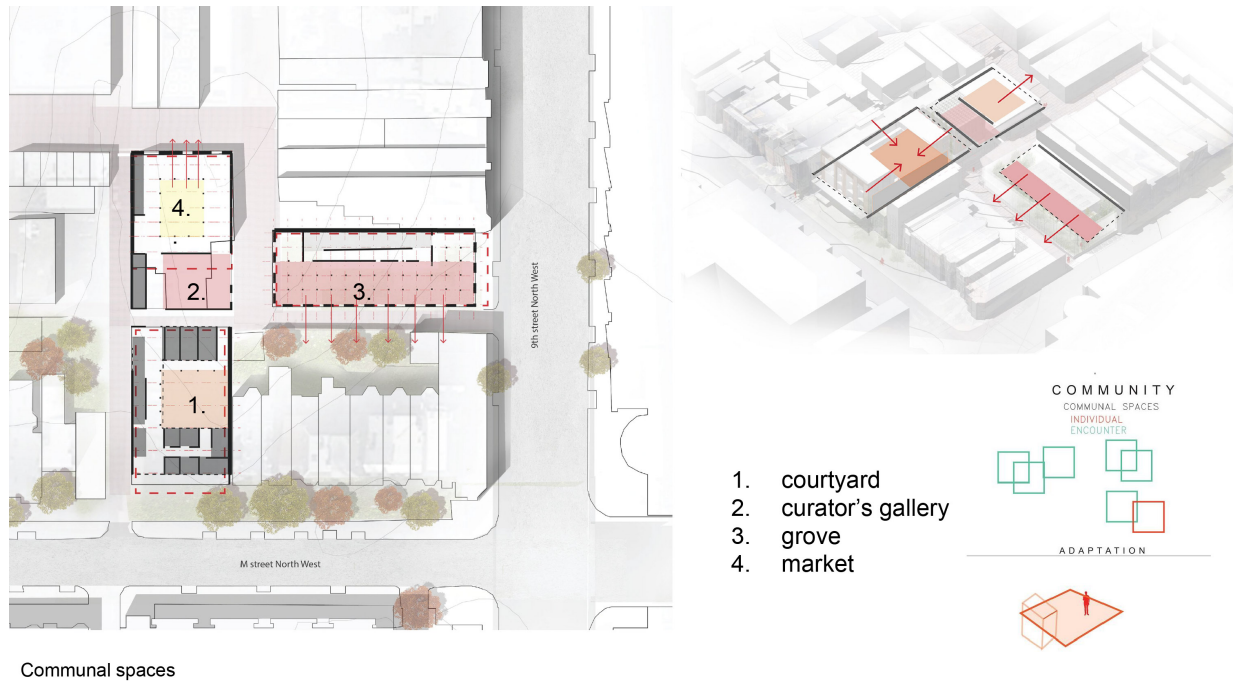 4.
2.
3.
1.
9th street North West
M street North West
Communal spaces
1. courtyard
2. curator's gallery
3. grove
4. market
COMMUNITY
COMMUNAL SPACES
INDIVIDUAL
ENCOUNTER
ADAPTATION